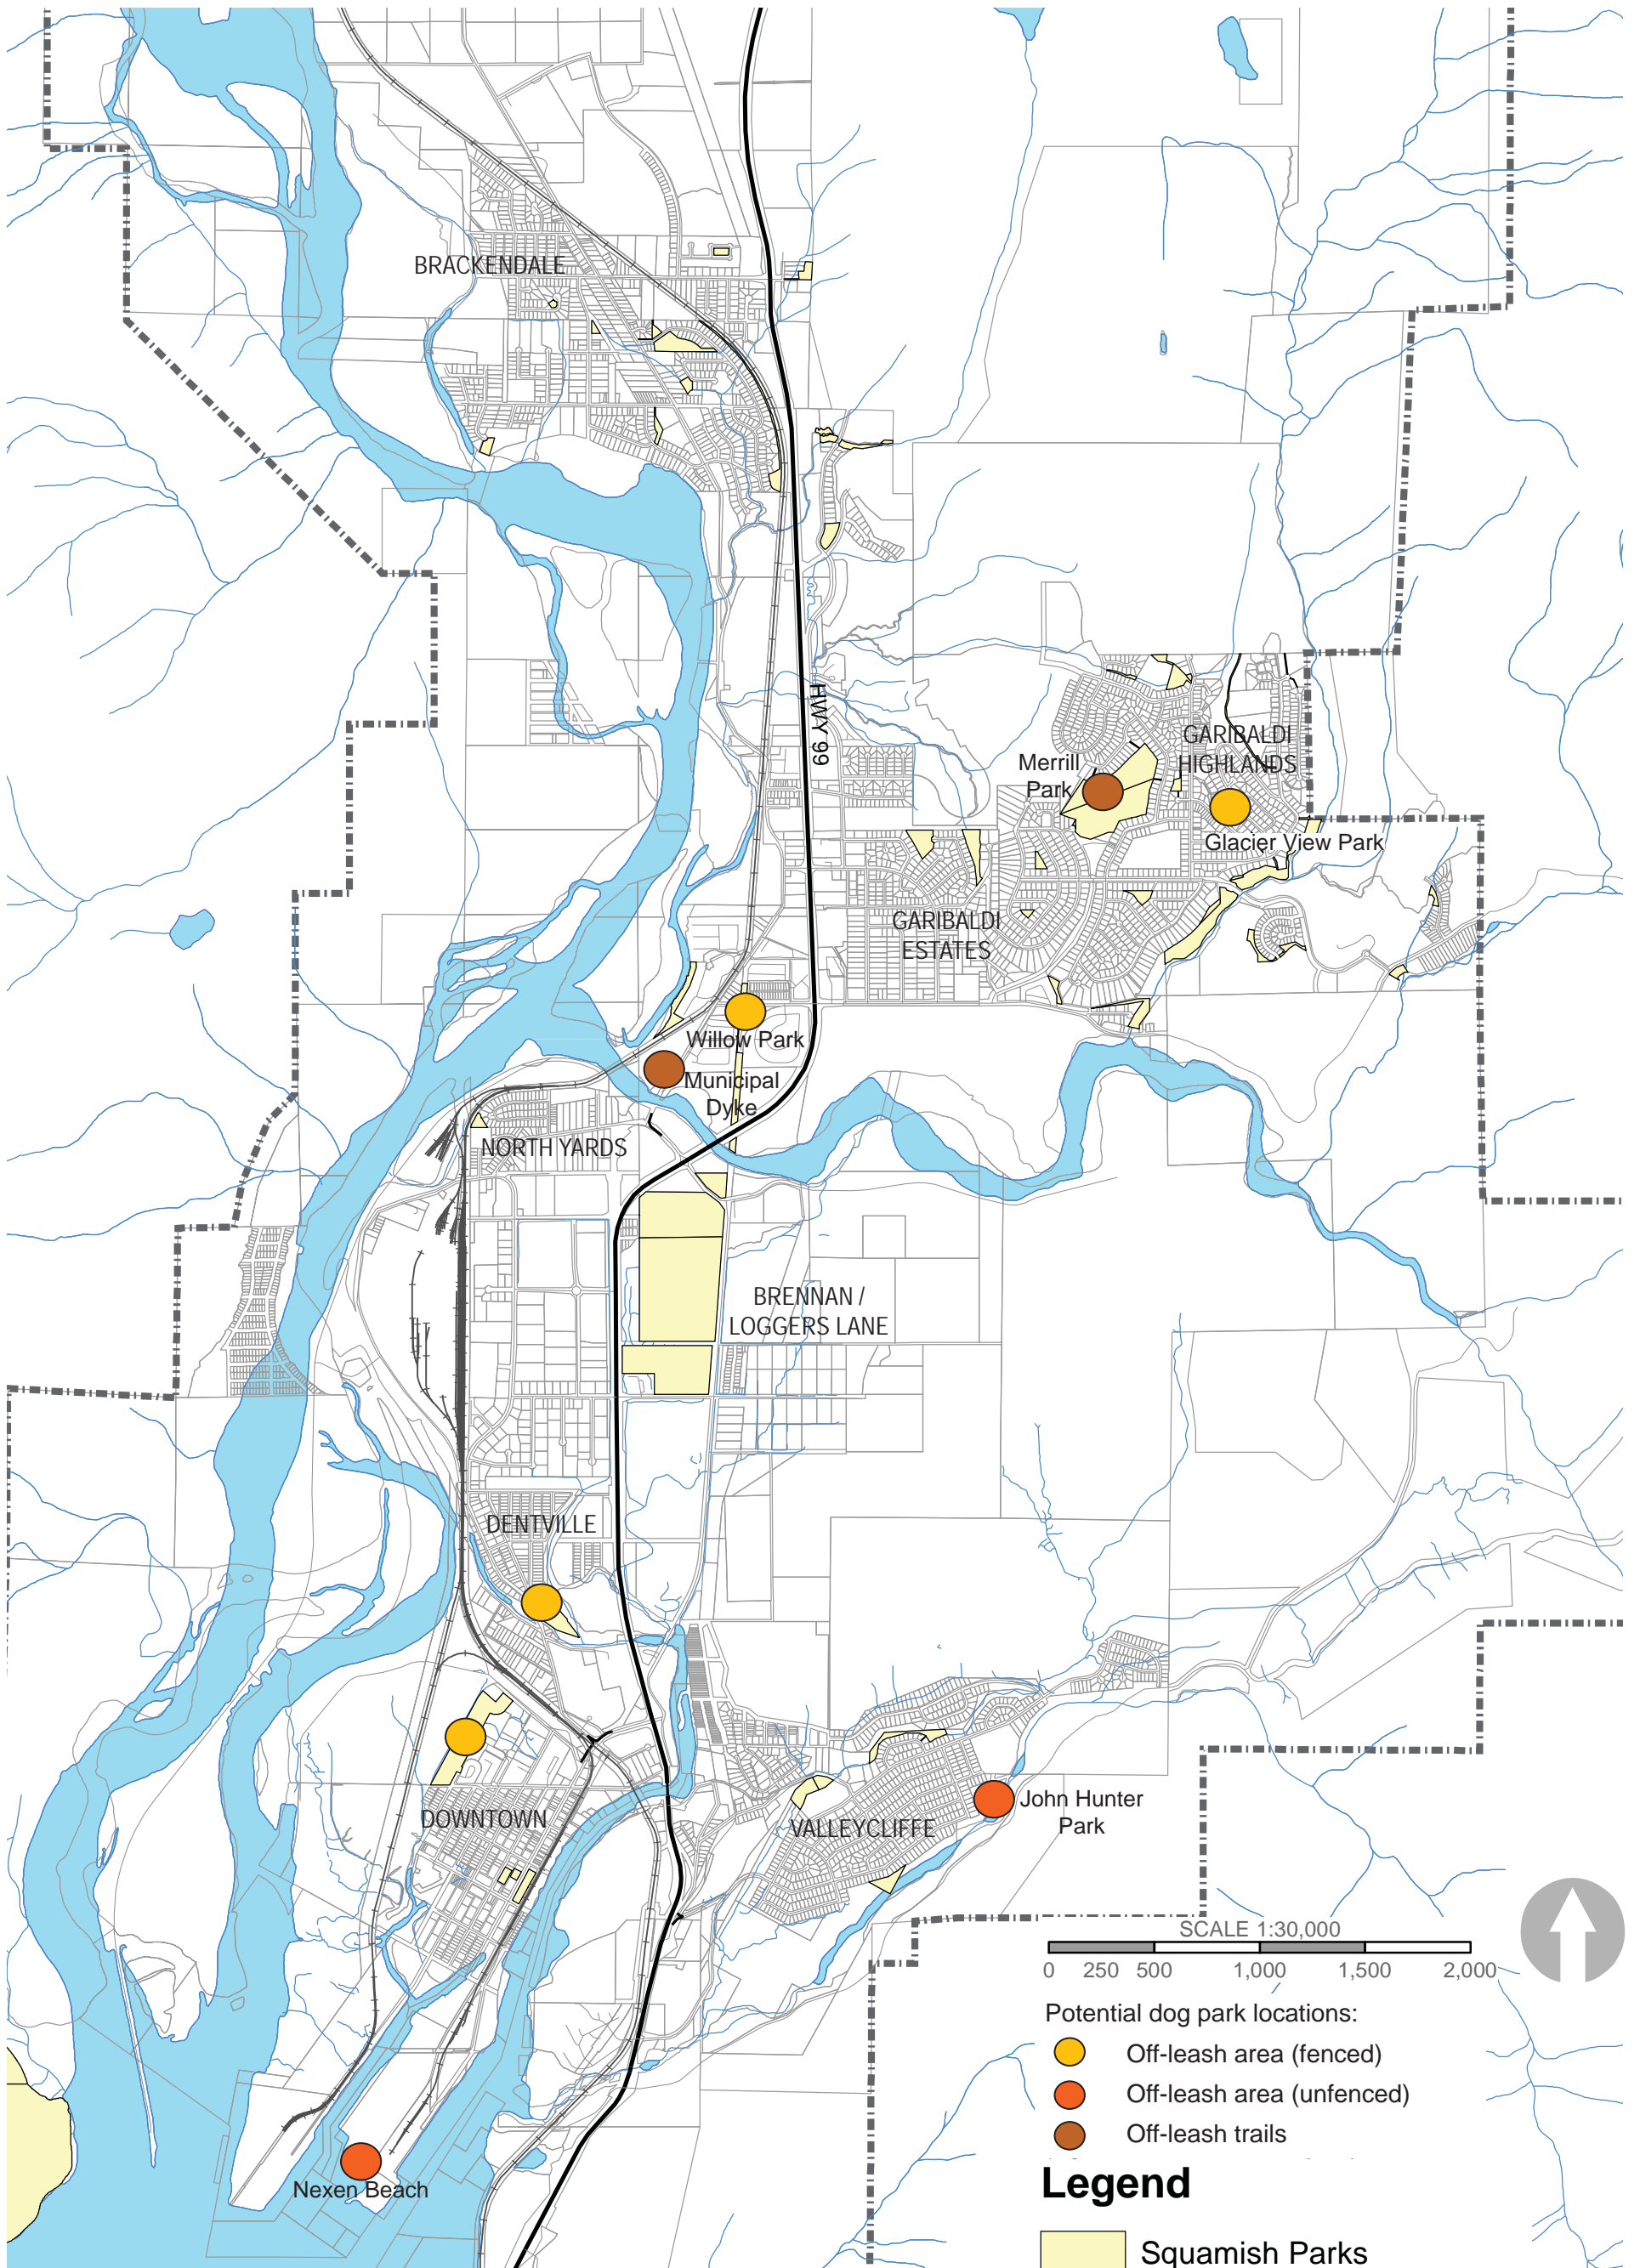 BRACKENDALE
HWY 99
GARIBALDI
HIGHLANDS
Merrill
Park
Glacier View Park
GARIBALDI
ESTATES
Willow Park
Municipal
Dyke
NORTH YARDS
BRENNAN /
LOGGERS LANE
DENTVILLE
DOWNTOWN
VALLEYCLIFFE
John Hunter
Park
Nexen Beach
SCALE 1:30,000
0 250 500 1,000 1,500 2,000
Potential dog park locations:
Off-leash area (fenced)
Off-leash area (unfenced)
Off-leash trails
Legend
Squamish Parks